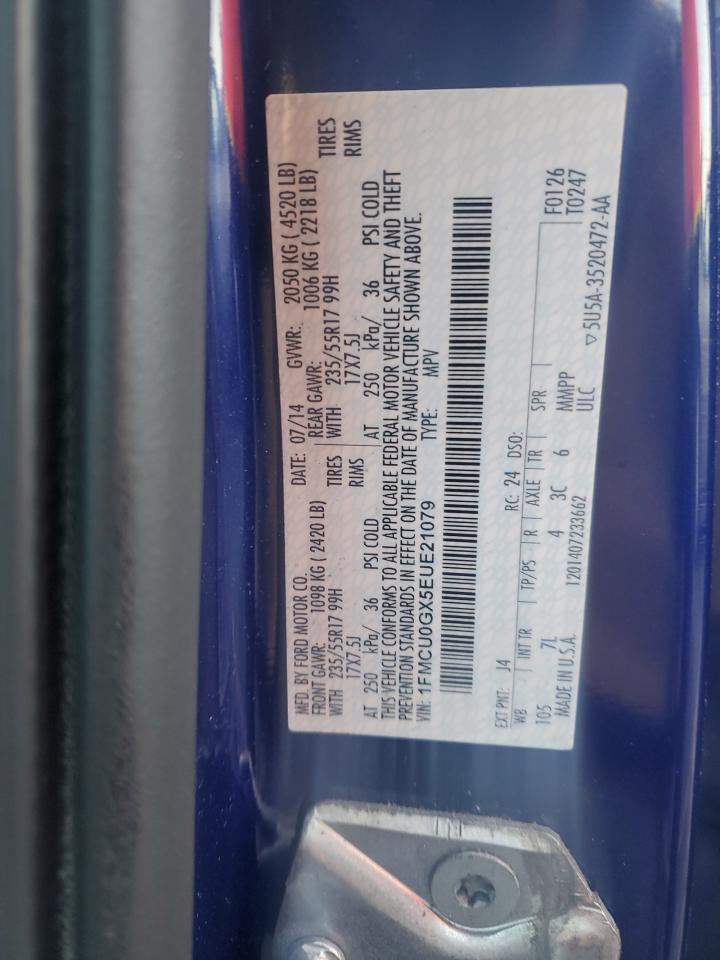 MFD. BY FORD MOTOR CO.
DATE: 07/14 GVWR: 2050 KG ( 4520 LB)
FRONT GAWR: 1098 KG ( 2420 LB) REAR GAWR: 1006 KG ( 2218 LB)
WITH 235/55R17 99H TIRES WITH 235/55R17 99H TIRES
17X7.5J RIMS 17X7.5J RIMS
AT 250 kPa/ 36 PSI COLD AT 250 kPa/ 36 PSI COLD
THIS VEHICLE CONFORMS TO ALL APPLICABLE FEDERAL MOTOR VEHICLE SAFETY AND THEFT
PREVENTION STANDARDS IN EFFECT ON THE DATE OF MANUFACTURE SHOWN ABOVE.
VIN: 1FMCU0GX5EUE21079 TYPE: MPV
EXT PNT: J4 RC: 24 DSO: F0126
WB INT TR TP/PS R AXLE TR SPR T0247
105 7L 4 3C 6 MMPP
MADE IN U.S.A. 1201407233662 ULC ▽5U5A-3520472-AA